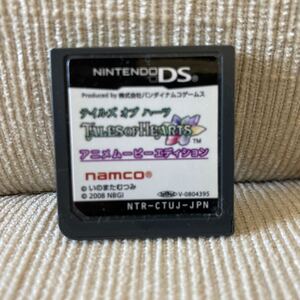 NINTENDO DS
Produced by 株式会社バンダイナムコゲームス
テイルズ オブ ハーツ
TALES OF HEARTS TM
アニメムービーエディション
namco®
©いのまたむつみ
©2008 NBGI
V-0804395
NTR-CTUJ-JPN